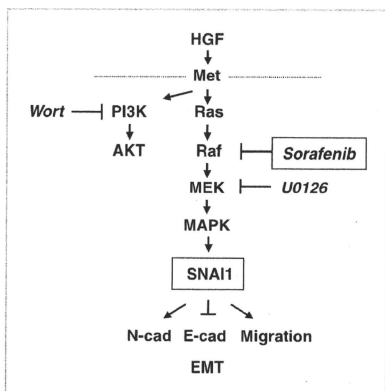 HGF
Met
Wort PI3K Ras
AKT Raf Sorafenib
MEK U0126
MAPK
SNAI1
N-cad E-cad Migration
EMT